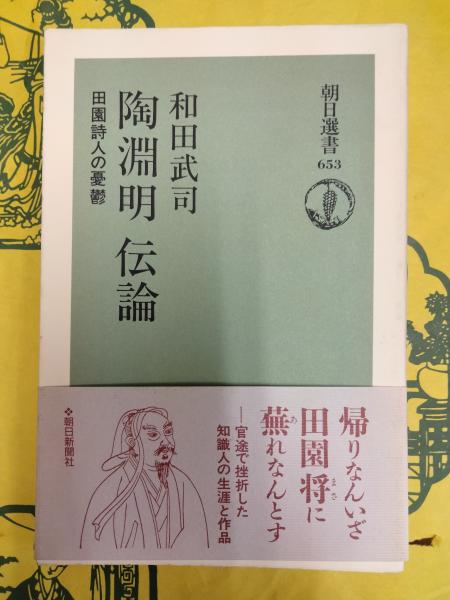 朝日選書
653
和田武司
陶淵明 伝論
田園詩人の憂鬱
帰りなんいざ
田園将に
まさ
蕪れなんとす
あ
―官途で挫折した
知識人の生涯と作品
❖朝日新聞社